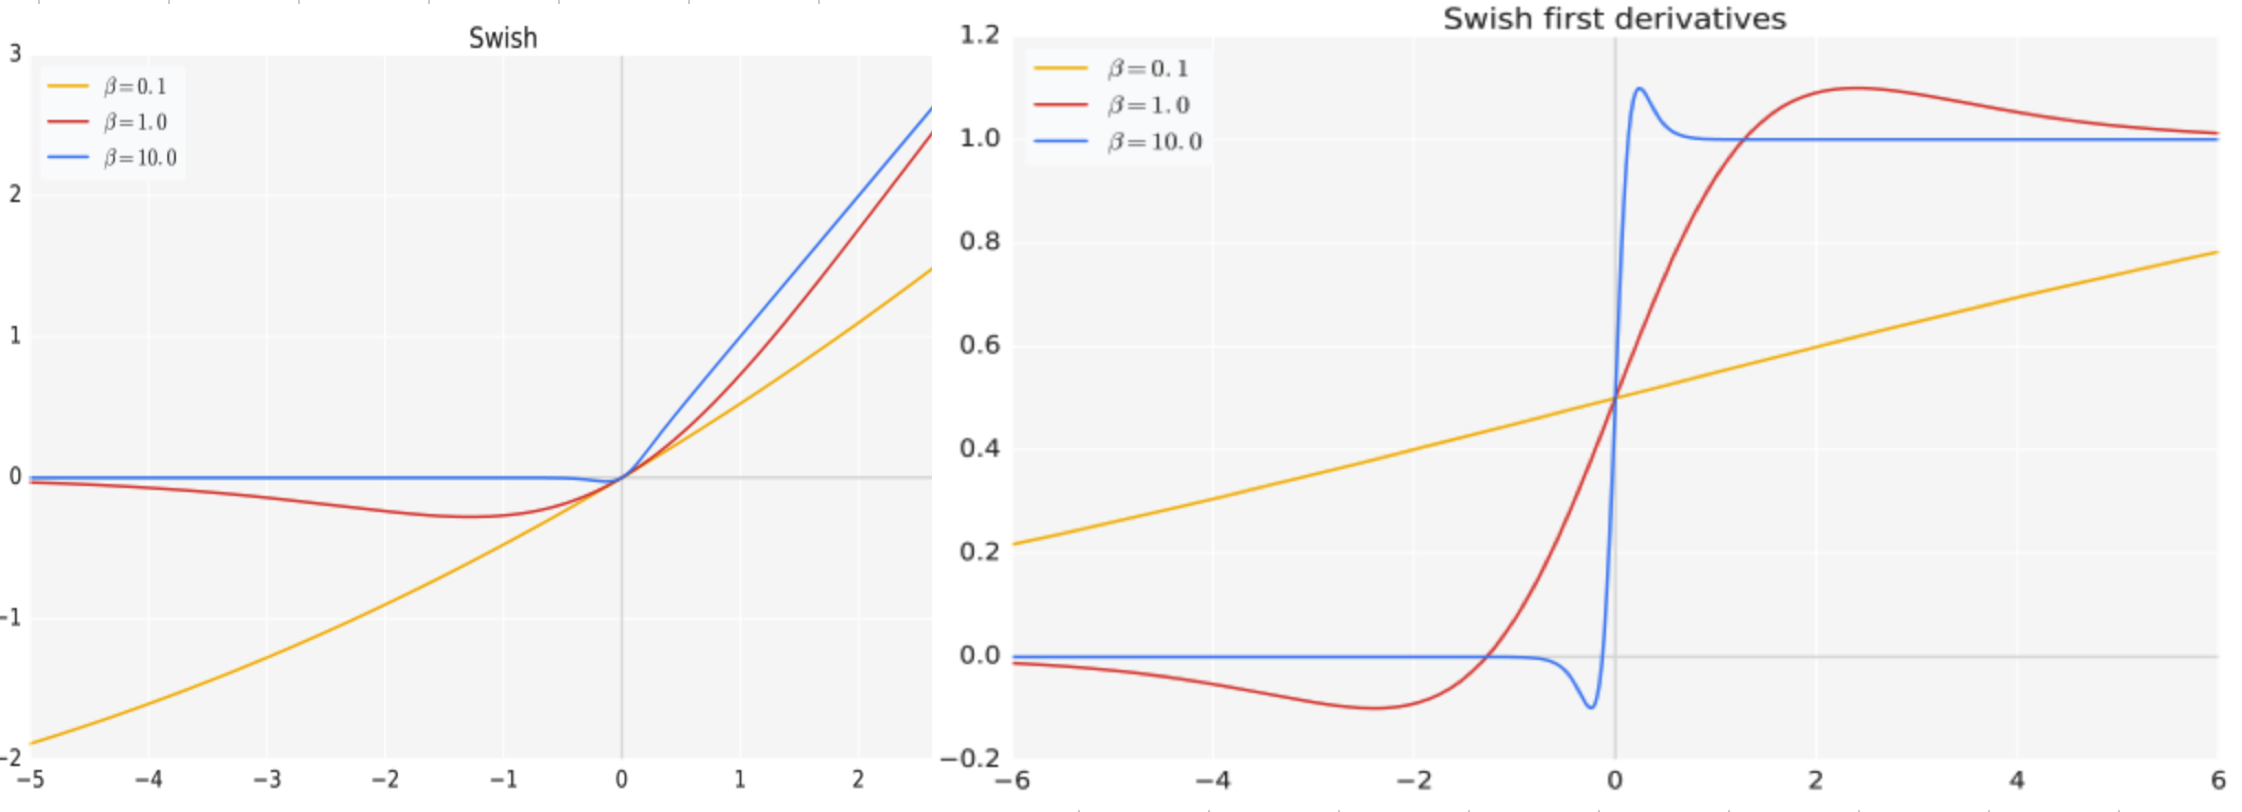 Swish
β=0.1
β=1.0
β=10.0
3
2
1
0
−1
−2
−5 −4 −3 −2 −1 0 1 2
Swish first derivatives
β=0.1
β=1.0
β=10.0
1.2
1.0
0.8
0.6
0.4
0.2
0.0
−0.2
−6 −4 −2 0 2 4 6